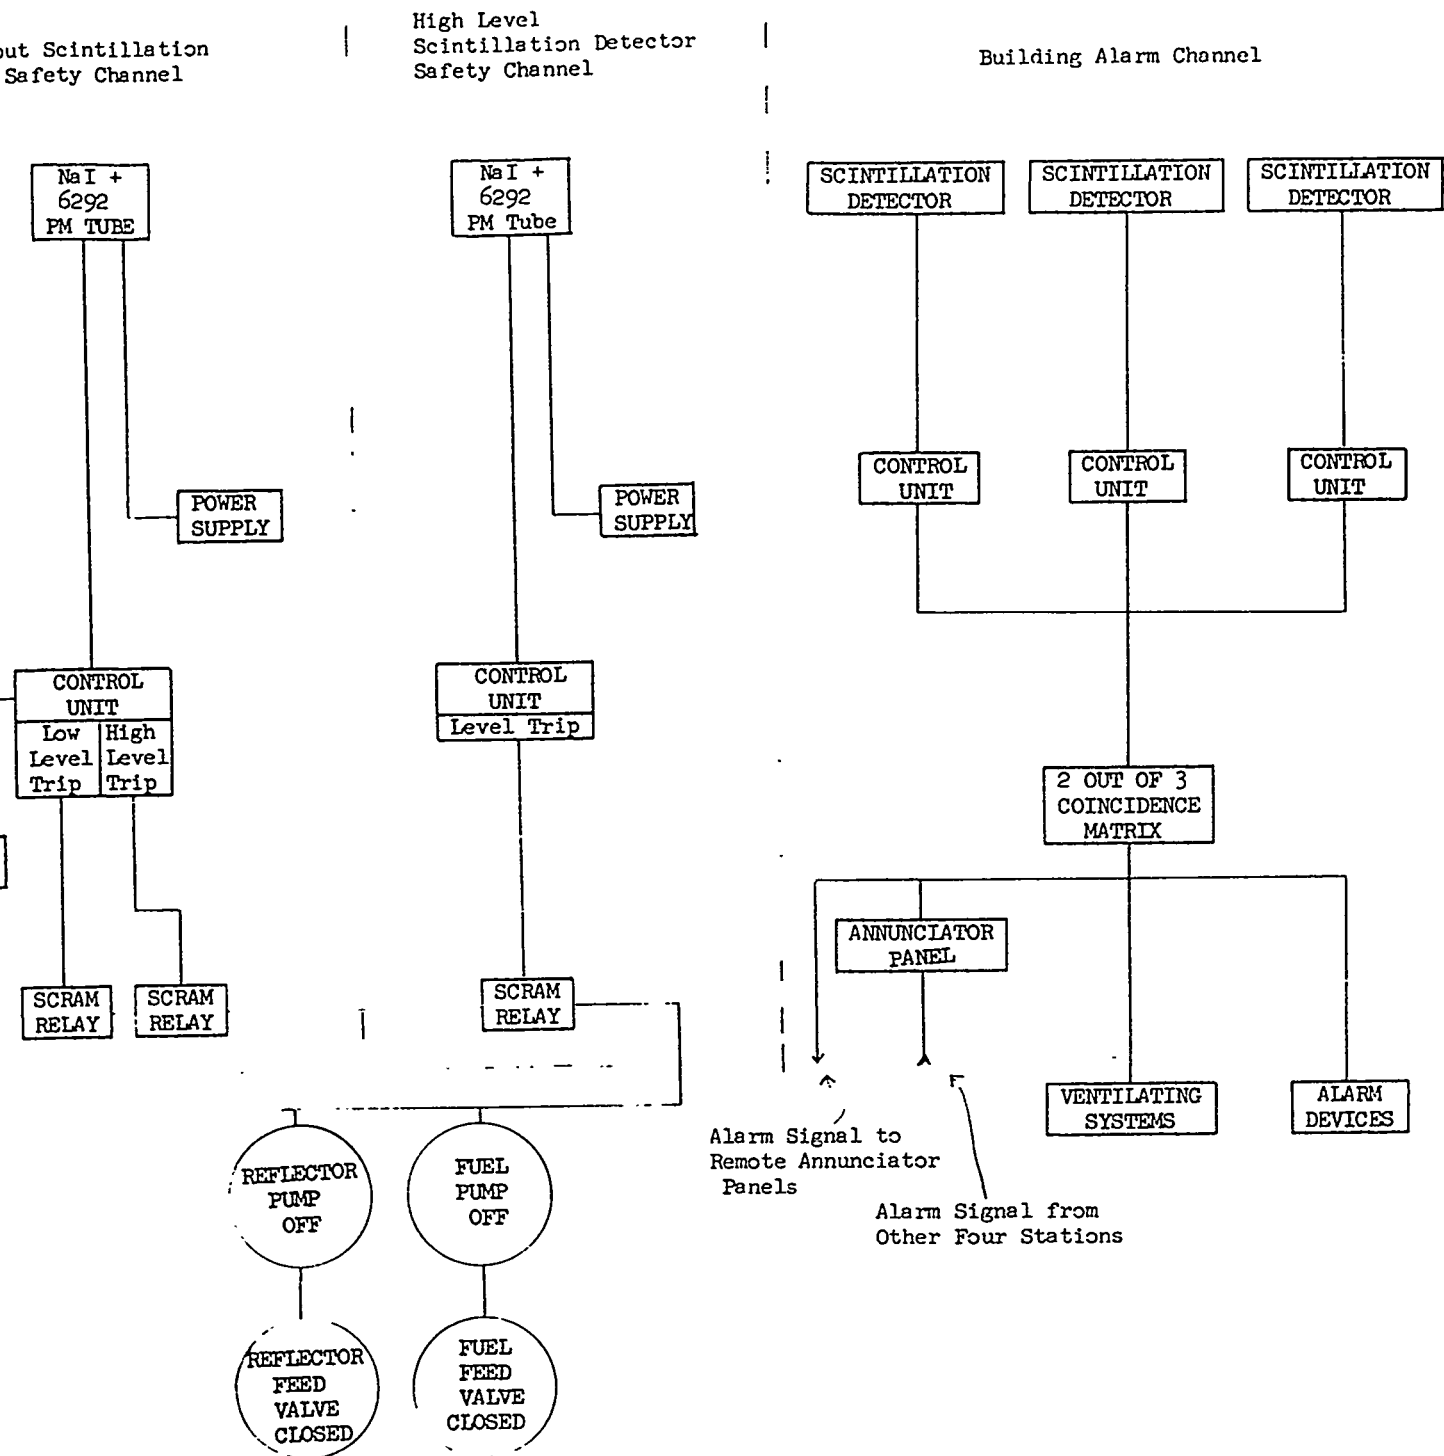 out Scintillation
Safety Channel
High Level
Scintillation Detector
Safety Channel
Building Alarm Channel
NaI +
6292
PM TUBE
NaI +
6292
PM Tube
SCINTILLATION
DETECTOR
SCINTILLATION
DETECTOR
SCINTILLATION
DETECTOR
POWER
SUPPLY
POWER
SUPPLY
CONTROL
UNIT
CONTROL
UNIT
CONTROL
UNIT
CONTROL
UNIT
Low
Level
Trip
High
Level
Trip
CONTROL
UNIT
Level Trip
2 OUT OF 3
COINCIDENCE
MATRIX
ANNUNCIATOR
PANEL
SCRAM
RELAY
SCRAM
RELAY
SCRAM
RELAY
VENTILATING
SYSTEMS
ALARM
DEVICES
Alarm Signal to
Remote Annunciator
Panels
Alarm Signal from
Other Four Stations
REFLECTOR
PUMP
OFF
FUEL
PUMP
OFF
REFLECTOR
FEED
VALVE
CLOSED
FUEL
FEED
VALVE
CLOSED